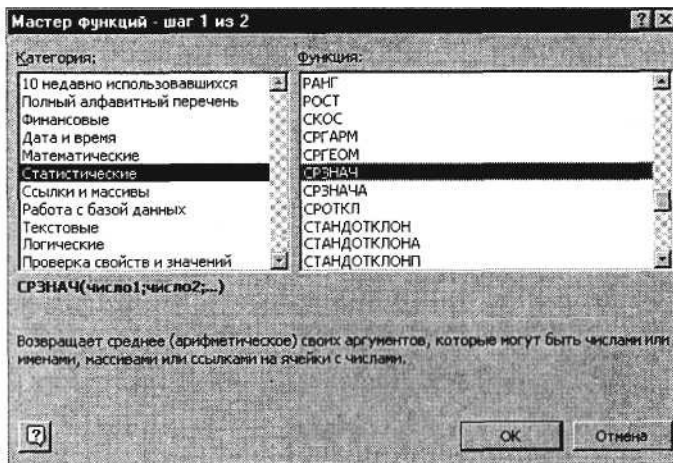 Мастер функций - шаг 1 из 2
Категория:
10 недавно использовавшихся
Полный алфавитный перечень
Финансовые
Дата и время
Математические
Статистические
Ссылки и массивы
Работа с базой данных
Текстовые
Логические
Проверка свойств и значений
Функция:
РАНГ
РОСТ
СКОС
СРГАРМ
СРГЕОМ
СРЗНАЧ
СРЗНАЧА
СРОТКЛ
СТАНДОТКЛОН
СТАНДОТКЛОНА
СТАНДОТКЛОНП
СРЗНАЧ(число1;число2;...)
Возвращает среднее (арифметическое) своих аргументов, которые могут быть числами или
именами, массивами или ссылками на ячейки с числами.
ОК
Отмена